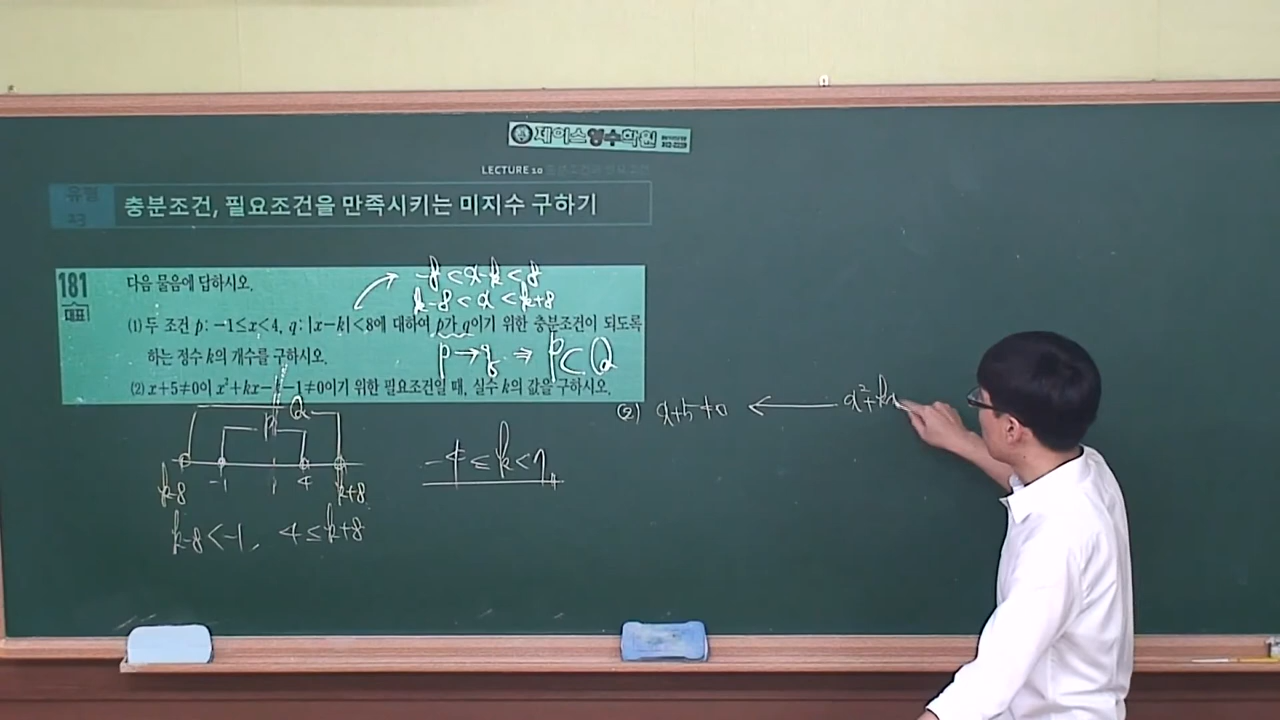 제이스영수학원
LECTURE 10
유형
충분조건, 필요조건을 만족시키는 미지수 구하기
181
대표
다음 물음에 답하시오.
-8<x-k<8
k-8<x<k+8
(1) 두 조건 p: -1≤x<4, q: |x-k|<8에 대하여 p가 q이기 위한 충분조건이 되도록
하는 정수 k의 개수를 구하시오.
p→q ⇒ P⊂Q
(2) x+5≠0이 x²+kx-k-1≠0이기 위한 필요조건일 때, 실수 k의 값을 구하시오.
Q
P
k-8 -1 4 k+8
k-8<-1, 4≤k+8
-4≤k<7
(2) x+5≠0 ← x²+kx